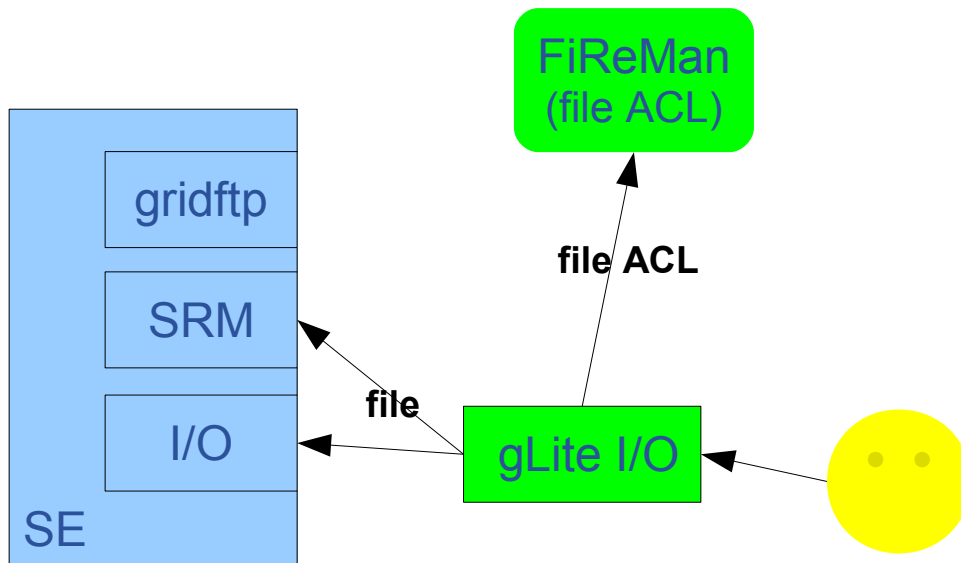 FiReMan
(file ACL)
gridftp
file ACL
SRM
file
I/O
gLite I/O
SE